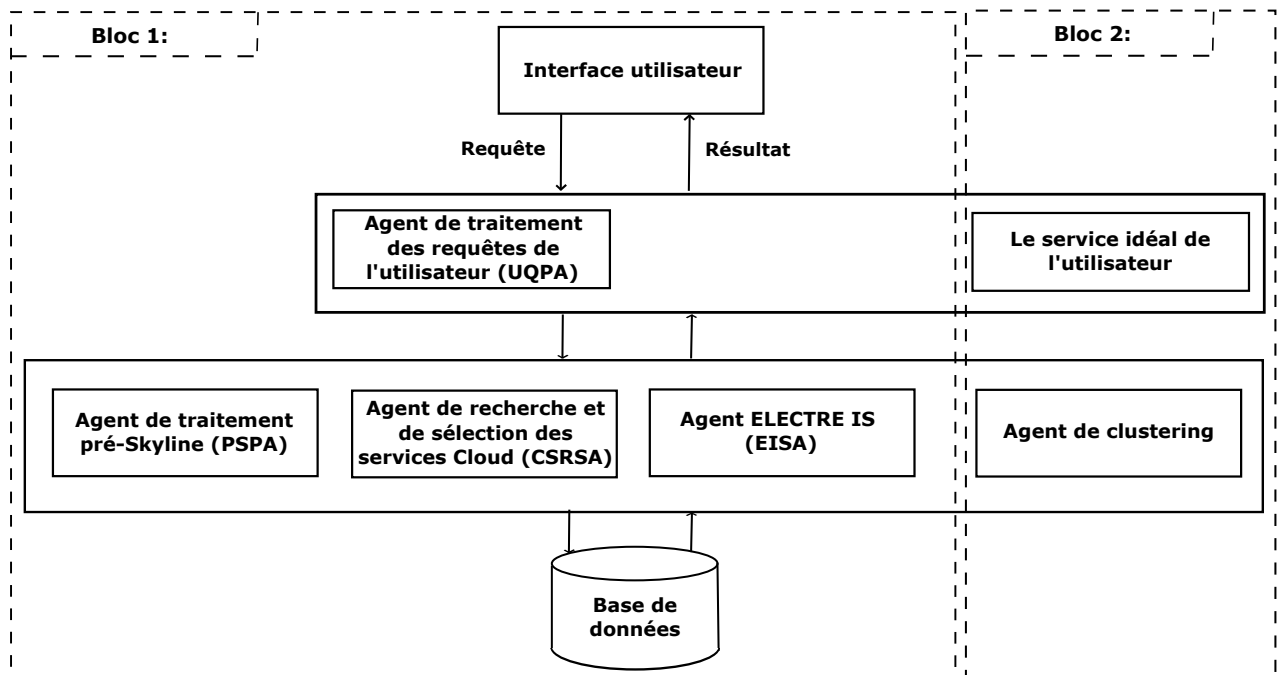 Bloc 1:
Bloc 2:
Interface utilisateur
Requête
Résultat
Agent de traitement
des requêtes de
l'utilisateur (UQPA)
Le service idéal de
l'utilisateur
Agent de traitement
pré-Skyline (PSPA)
Agent de recherche et
de sélection des
services Cloud (CSRSA)
Agent ELECTRE IS
(EISA)
Agent de clustering
Base de
données